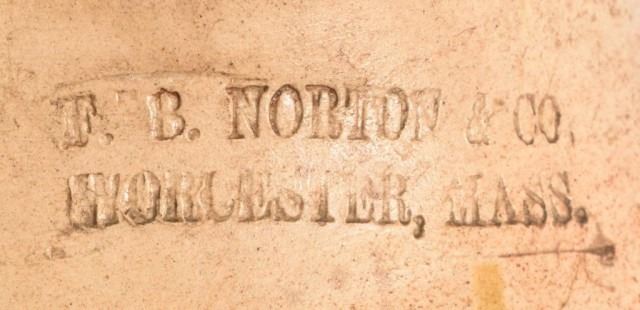 F. B. NORTON & CO.
WORCESTER, MASS.